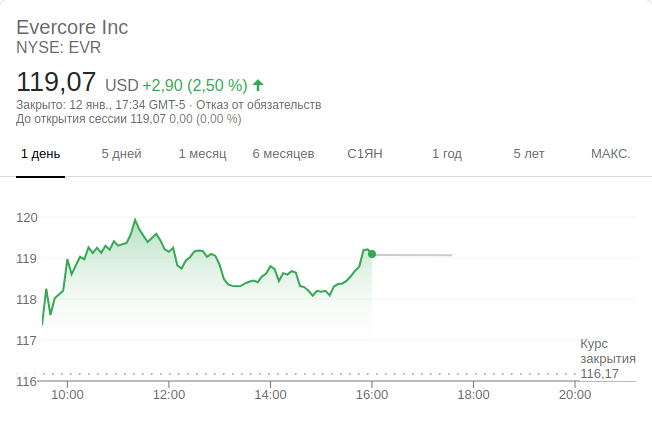 Evercore Inc
NYSE: EVR
119,07 USD +2,90 (2,50 %)
Закрыто: 12 янв., 17:34 GMT-5 · Отказ от обязательств
До открытия сессии 119,07 0,00 (0,00 %)
1 день 5 дней 1 месяц 6 месяцев С1ЯН 1 год 5 лет МАКС.
120
119
118
117
Курс
закрытия
116,17
116
10:00 12:00 14:00 16:00 18:00 20:00